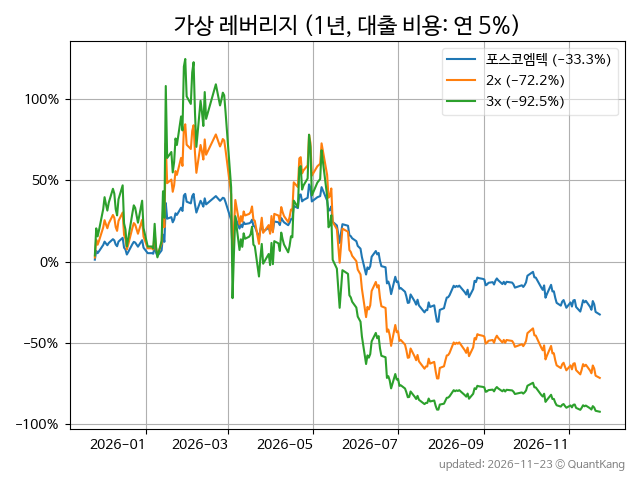 가상 레버리지 (1년, 대출 비용: 연 5%)
포스코엠텍 (−33.3%)
2x (−72.2%)
3x (−92.5%)
100%
50%
0%
−50%
−100%
2026-01
2026-03
2026-05
2026-07
2026-09
2026-11
updated: 2026-11-23 © QuantKang